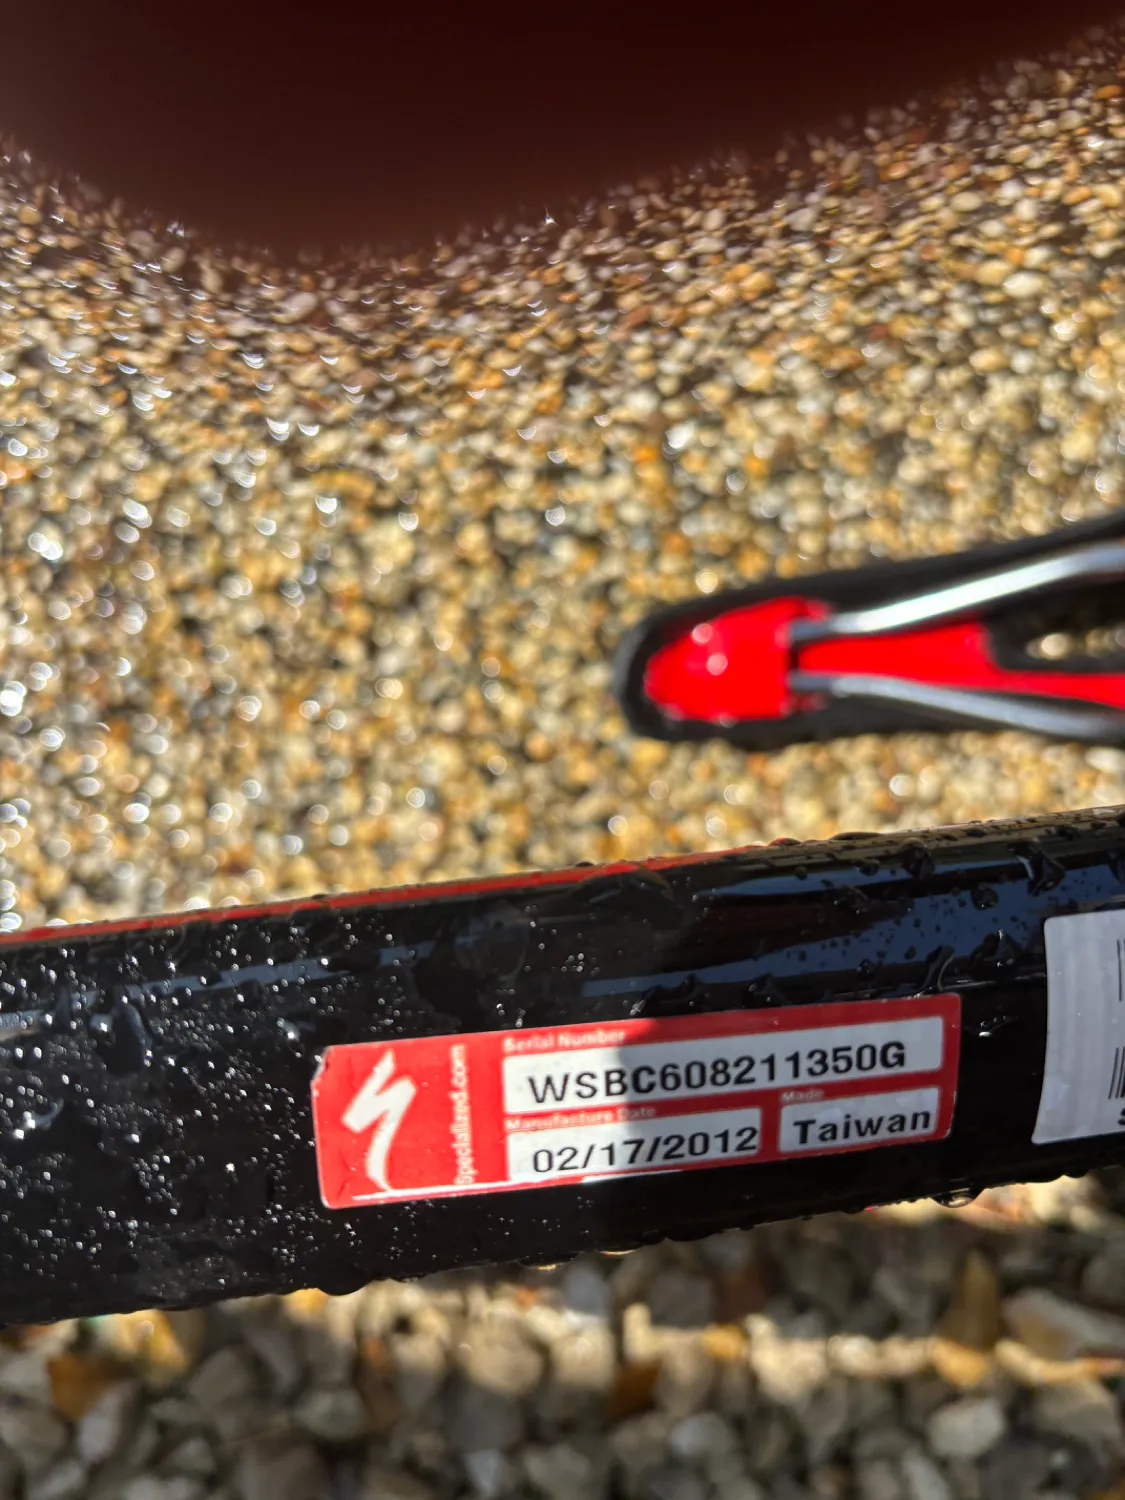 Specialized.com
Serial Number
WSBC608211350G
Manufacture Date
Made
02/17/2012
Taiwan